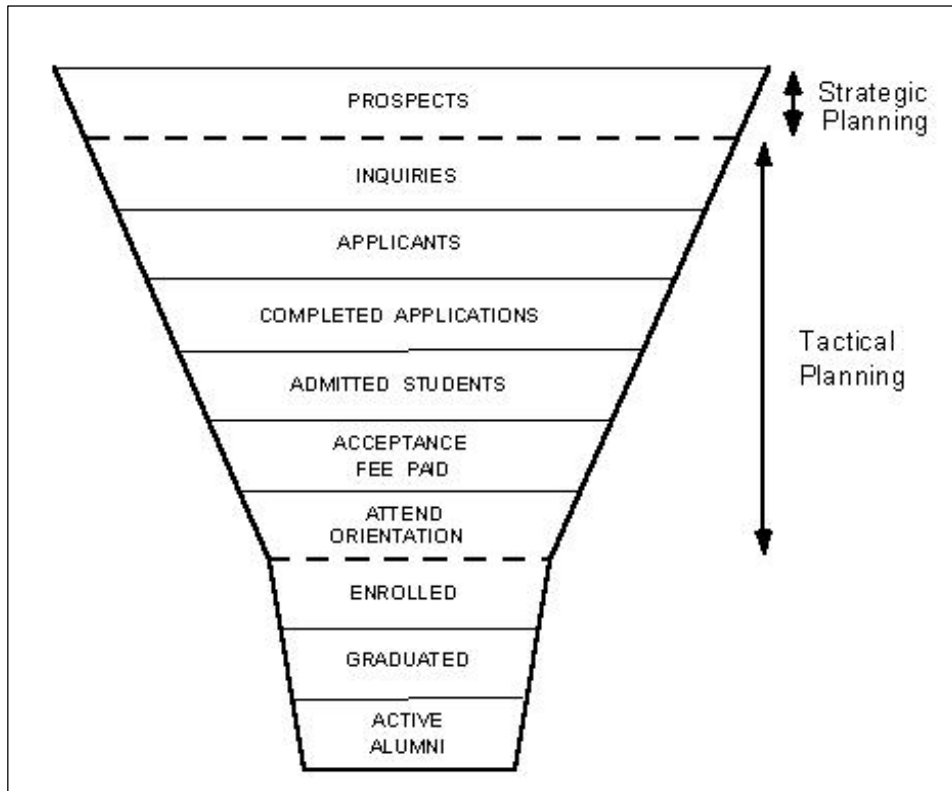 PROSPECTS
Strategic
Planning
INQUIRIES
APPLICANTS
COMPLETED APPLICATIONS
Tactical
Planning
ADMITTED STUDENTS
ACCEPTANCE
FEE PAID
ATTEND
ORIENTATION
ENROLLED
GRADUATED
ACTIVE
ALUMNI